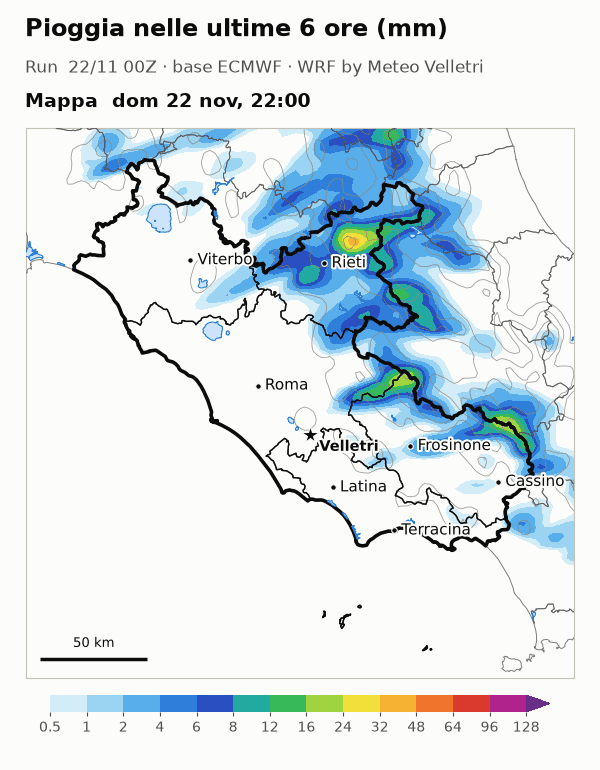 Pioggia nelle ultime 6 ore (mm)
Run  22/11 00Z · base ECMWF · WRF by Meteo Velletri
Mappa  dom 22 nov, 22:00
Viterbo
Rieti
Roma
Velletri
Frosinone
Latina
Cassino
Terracina
50 km
0.5 1 2 4 6 8 12 16 24 32 48 64 96 128